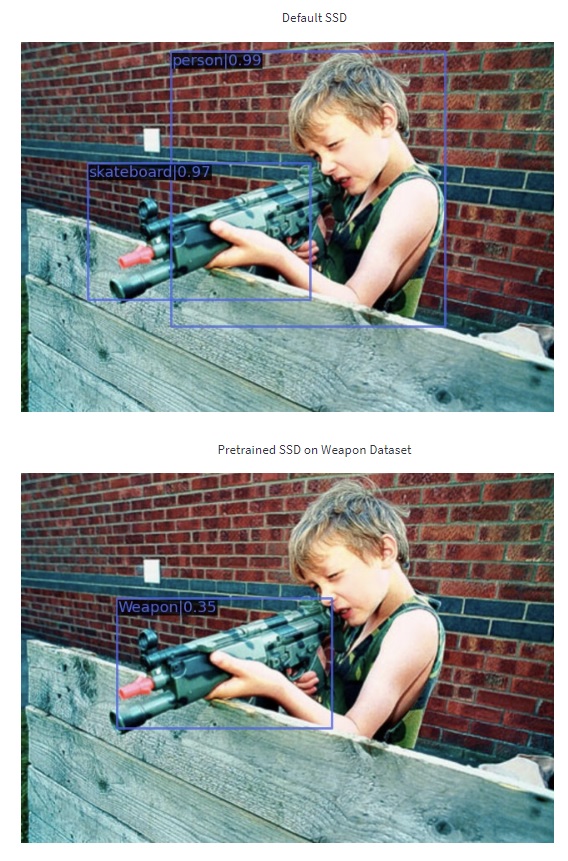 Default SSD
person|0.99
skateboard|0.97
Pretrained SSD on Weapon Dataset
Weapon|0.35